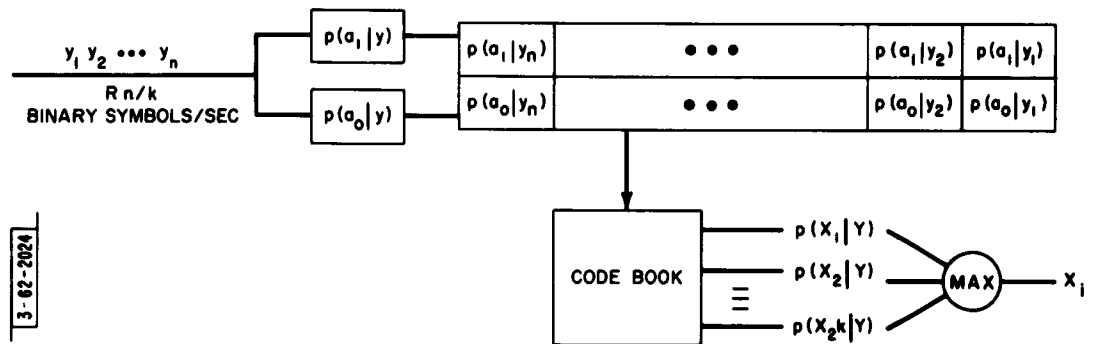 y₁ y₂ ••• yₙ
R n/k
BINARY SYMBOLS/SEC
p(a₁|y)
p(a₀|y)
p(a₁|yₙ) ••• p(a₁|y₂) p(a₁|y₁)
p(a₀|yₙ) ••• p(a₀|y₂) p(a₀|y₁)
CODE BOOK
p(X₁|Y)
p(X₂|Y)
p(X₂k|Y)
MAX
Xᵢ
3-62-2024